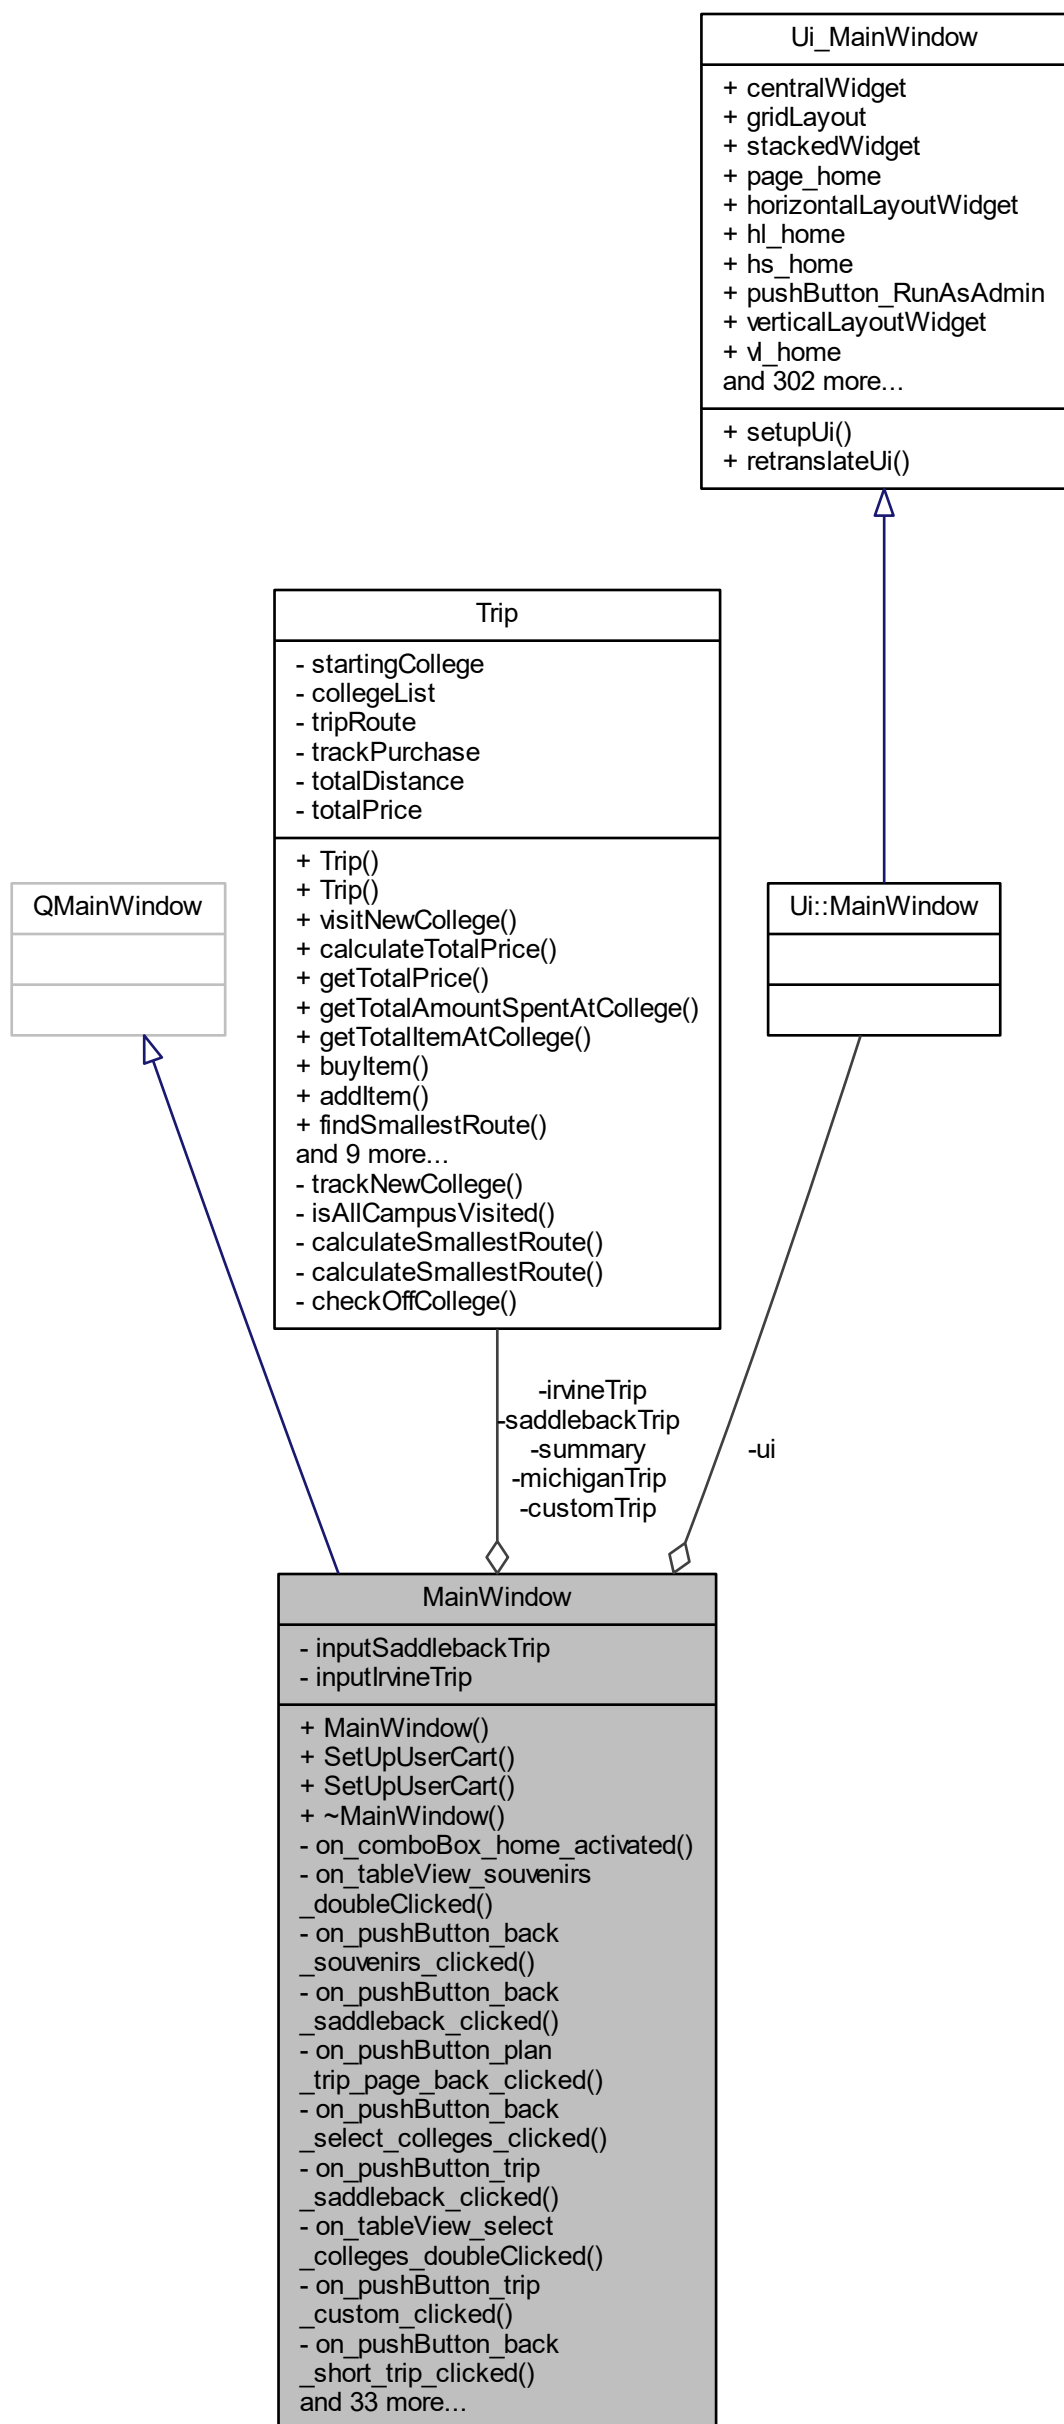 Ui_MainWindow
+ centralWidget
+ gridLayout
+ stackedWidget
+ page_home
+ horizontalLayoutWidget
+ hl_home
+ hs_home
+ pushButton_RunAsAdmin
+ verticalLayoutWidget
+ vl_home
and 302 more...
+ setupUi()
+ retranslateUi()
Trip
- startingCollege
- collegeList
- tripRoute
- trackPurchase
- totalDistance
- totalPrice
+ Trip()
+ Trip()
+ visitNewCollege()
+ calculateTotalPrice()
+ getTotalPrice()
+ getTotalAmountSpentAtCollege()
+ getTotalItemAtCollege()
+ buyItem()
+ addItem()
+ findSmallestRoute()
and 9 more...
- trackNewCollege()
- isAllCampusVisited()
- calculateSmallestRoute()
- calculateSmallestRoute()
- checkOffCollege()
QMainWindow
Ui::MainWindow
-irvineTrip
-saddlebackTrip
-summary
-michiganTrip
-customTrip
-ui
MainWindow
- inputSaddlebackTrip
- inputIrvineTrip
+ MainWindow()
+ SetUpUserCart()
+ SetUpUserCart()
+ ~MainWindow()
- on_comboBox_home_activated()
- on_tableView_souvenirs
_doubleClicked()
- on_pushButton_back
_souvenirs_clicked()
- on_pushButton_back
_saddleback_clicked()
- on_pushButton_plan
_trip_page_back_clicked()
- on_pushButton_back
_select_colleges_clicked()
- on_pushButton_trip
_saddleback_clicked()
- on_tableView_select
_colleges_doubleClicked()
- on_pushButton_trip
_custom_clicked()
- on_pushButton_back
_short_trip_clicked()
and 33 more...